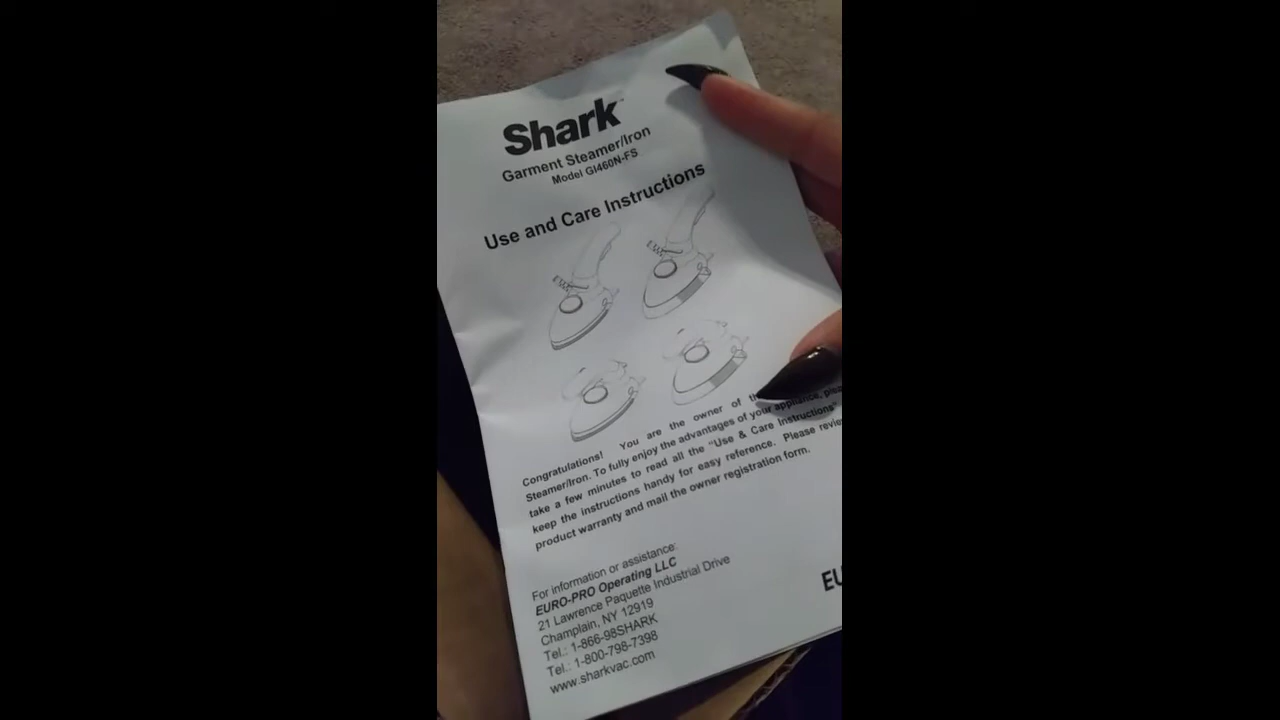 Shark™
Garment Steamer/Iron
Model GI460N-FS
Use and Care Instructions
Congratulations! You are the owner of
Steamer/Iron. To fully enjoy the advantages of your appliance,
take a few minutes to read all the "Use & Care Instructions"
keep the instructions handy for easy reference. Please
product warranty and mail the owner registration form.
For information or assistance:
EURO-PRO Operating LLC
21 Lawrence Paquette Industrial Drive
Champlain, NY 12919
Tel.: 1-866-98SHARK
Tel.: 1-800-798-7398
www.sharkvac.com
EU